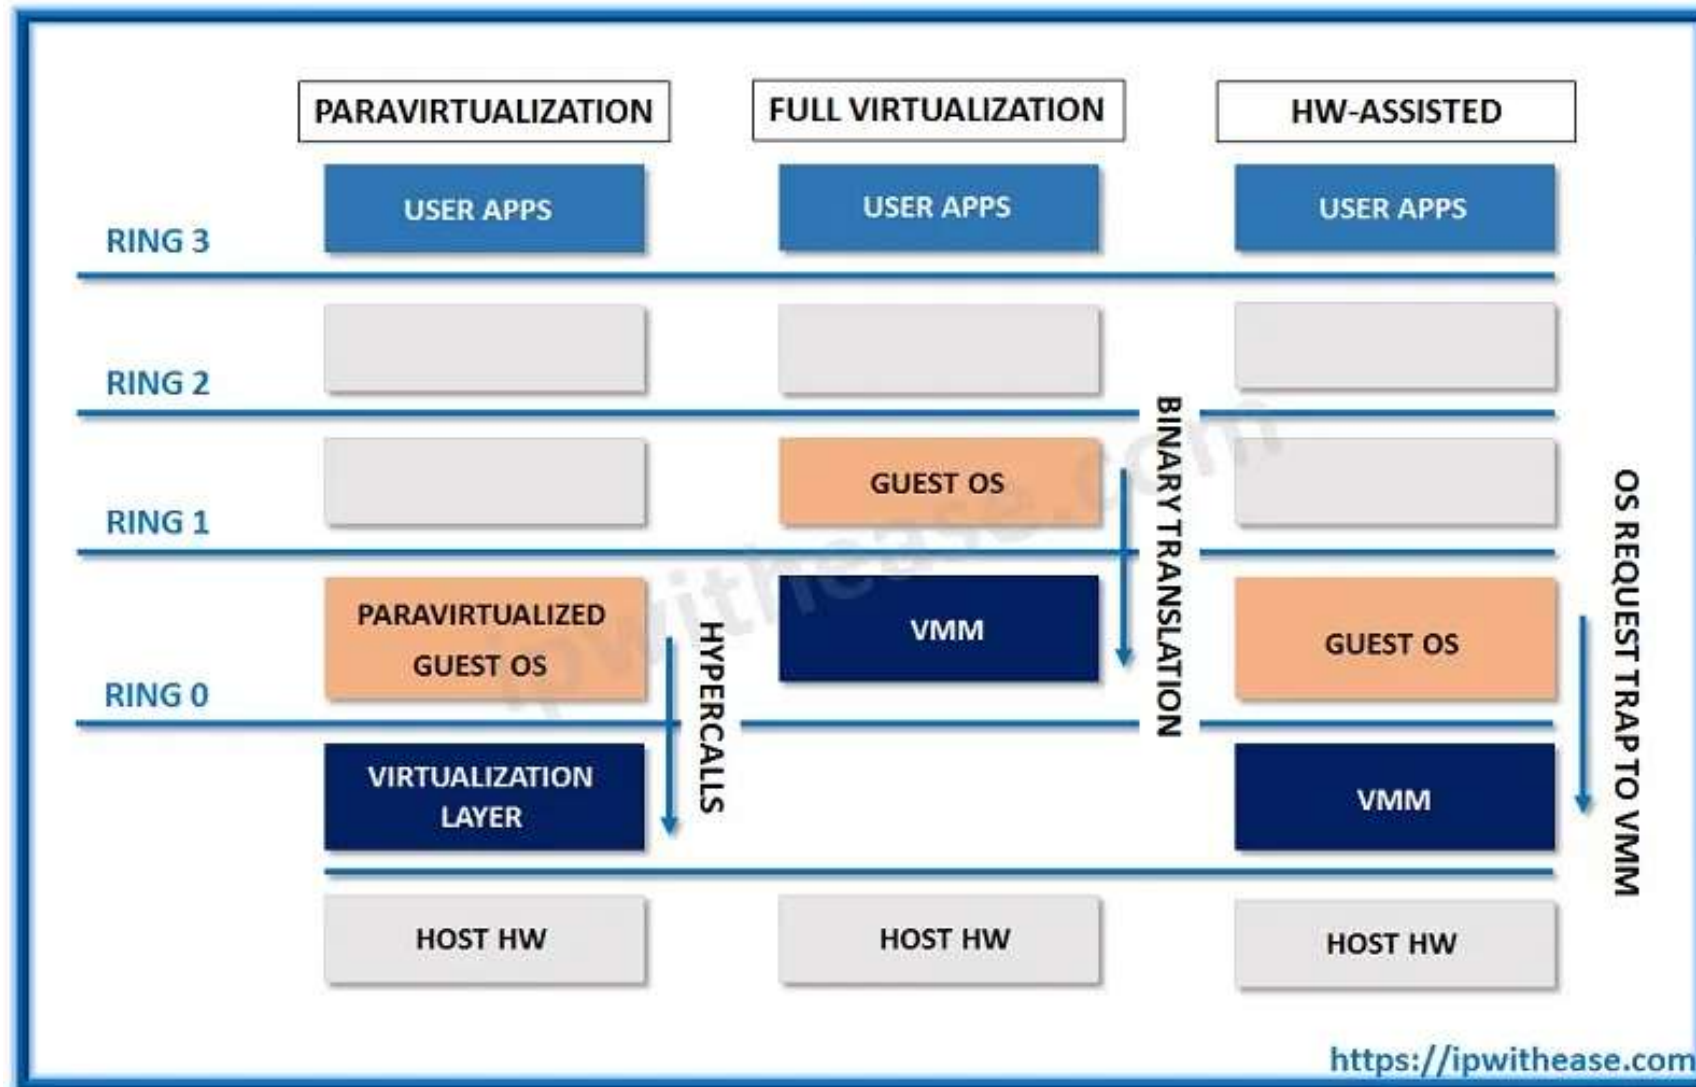 PARAVIRTUALIZATION
FULL VIRTUALIZATION
HW-ASSISTED
USER APPS
USER APPS
USER APPS
RING 3
RING 2
GUEST OS
RING 1
PARAVIRTUALIZED
GUEST OS
VMM
GUEST OS
RING 0
HYPERCALLS
BINARY TRANSLATION
OS REQUEST TRAP TO VMM
VIRTUALIZATION
LAYER
VMM
HOST HW
HOST HW
HOST HW
ipwithease.com
https://ipwithease.com